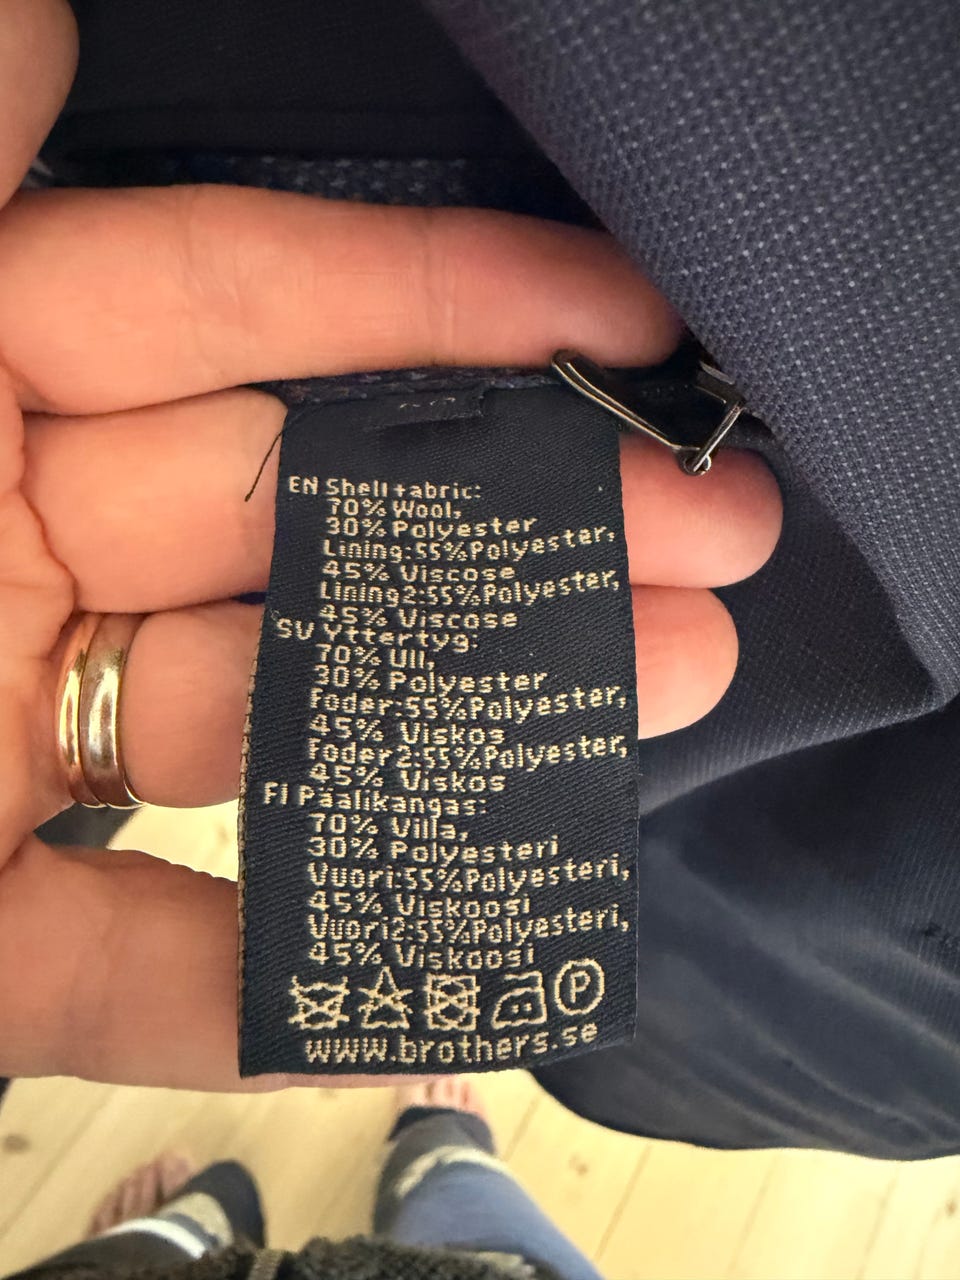 EN Shell fabric:
70% Wool,
30% Polyester
Lining:55%Polyester,
45% Viscose
Lining2:55%Polyester,
45% Viscose
SV Yttertyg:
70% Ull,
30% Polyester
Foder:55%Polyester,
45% Viskos
Foder2:55%Polyester,
45% Viskos
FI Päälikangas:
70% Villa,
30% Polyesteri
Vuori:55%Polyesteri,
45% Viskoosi
Vuori2:55%Polyesteri,
45% Viskoosi
P
www.brothers.se